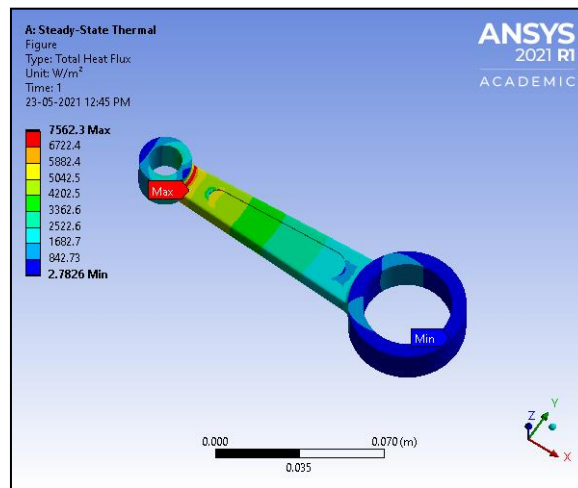 A: Steady-State Thermal
Figure
Type: Total Heat Flux
Unit: W/m²
Time: 1
23-05-2021 12:45 PM
ANSYS
2021 R1
ACADEMIC
7562.3 Max
6722.4
5882.4
5042.5
4202.5
3362.6
2522.6
1682.7
842.73
2.7826 Min
Max
Min
0.000
0.070 (m)
0.035
Z
Y
X